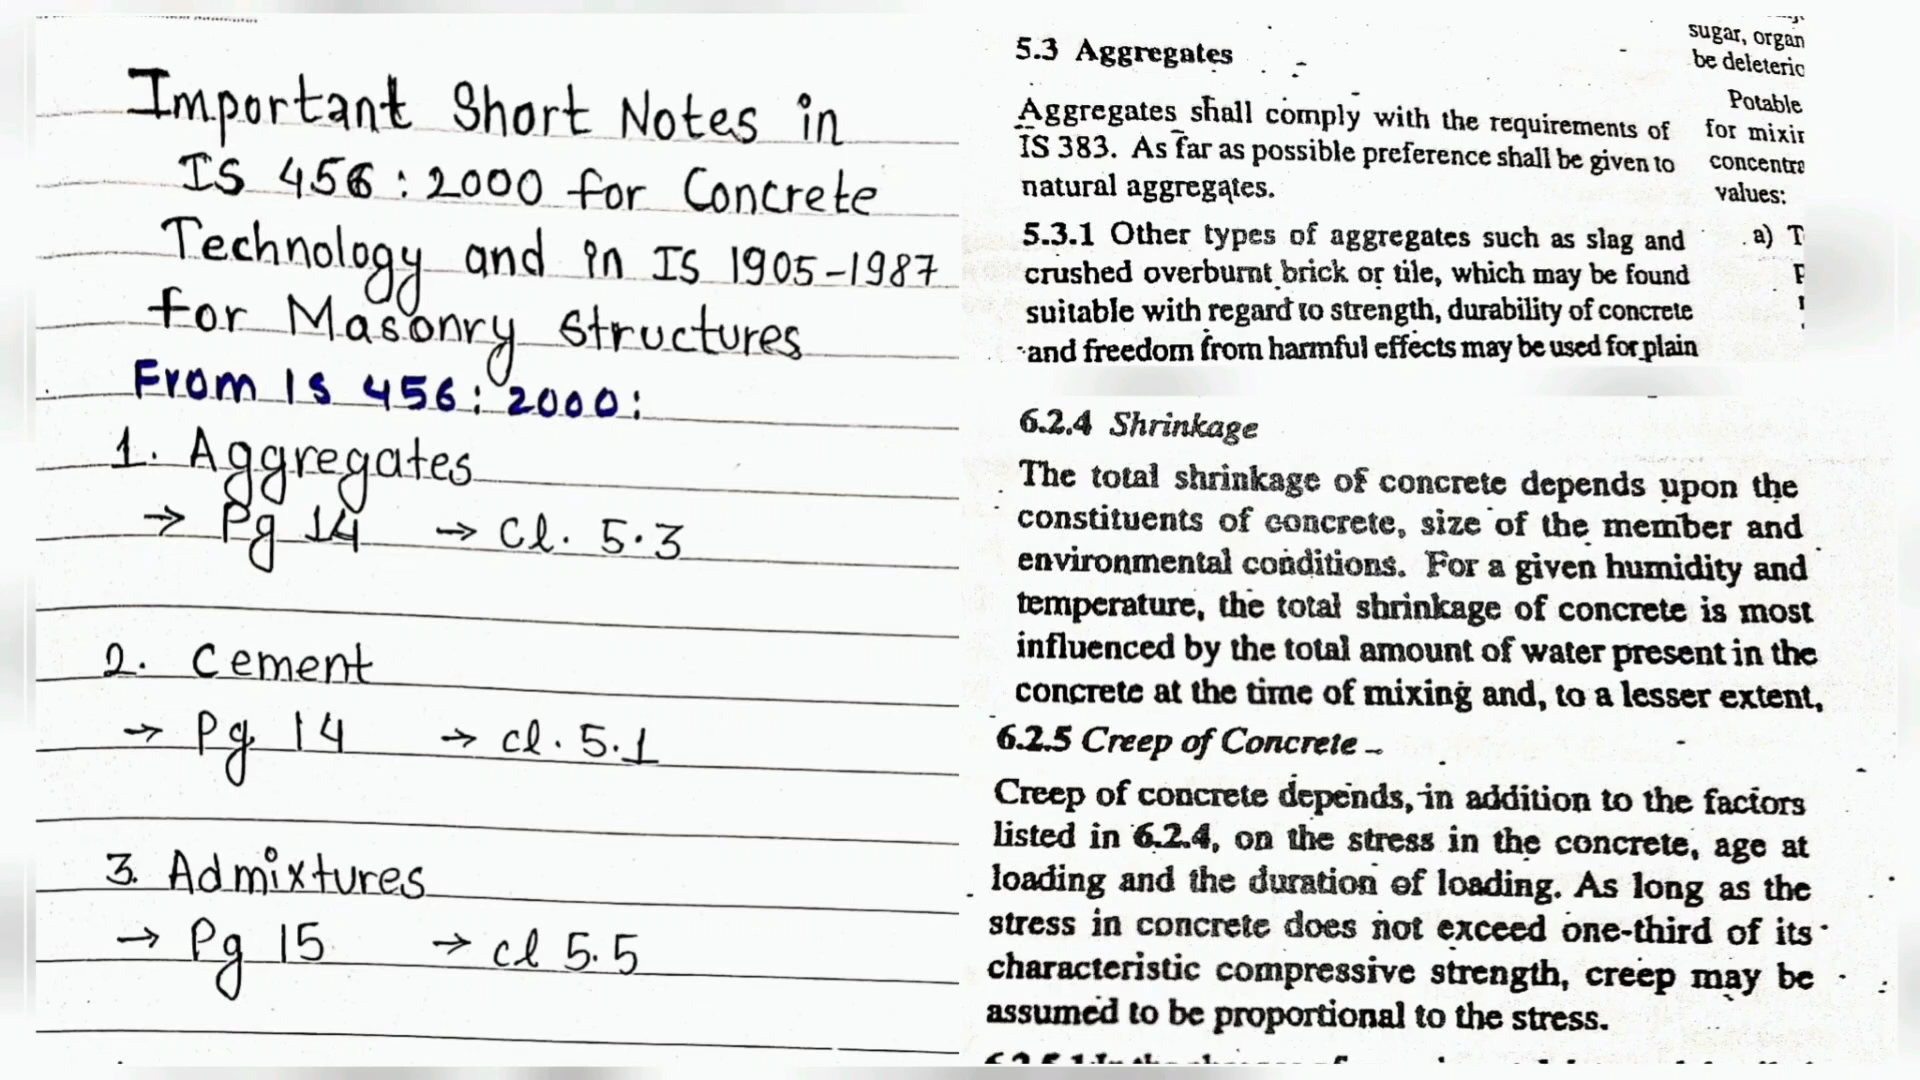 Important Short Notes in
IS 456 : 2000 for Concrete
Technology and in IS 1905-1987
for Masonry Structures
From IS 456 : 2000 :
1. Aggregates
→ Pg 14 → Cl. 5.3
2. Cement
→ Pg 14 → cl. 5.1
3. Admixtures
→ Pg 15 → cl 5.5
5.3 Aggregates
Aggregates shall comply with the requirements of
IS 383. As far as possible preference shall be given to
natural aggregates.
5.3.1 Other types of aggregates such as slag and
crushed overburnt brick or tile, which may be found
suitable with regard to strength, durability of concrete
and freedom from harmful effects may be used for plain
sugar, organ
be deleteric
Potable
for mixir
concentra
values:
a) T
6.2.4 Shrinkage
The total shrinkage of concrete depends upon the
constituents of concrete, size of the member and
environmental conditions. For a given humidity and
temperature, the total shrinkage of concrete is most
influenced by the total amount of water present in the
concrete at the time of mixing and, to a lesser extent,
6.2.5 Creep of Concrete
Creep of concrete depends, in addition to the factors
listed in 6.2.4, on the stress in the concrete, age at
loading and the duration of loading. As long as the
stress in concrete does not exceed one-third of its
characteristic compressive strength, creep may be
assumed to be proportional to the stress.